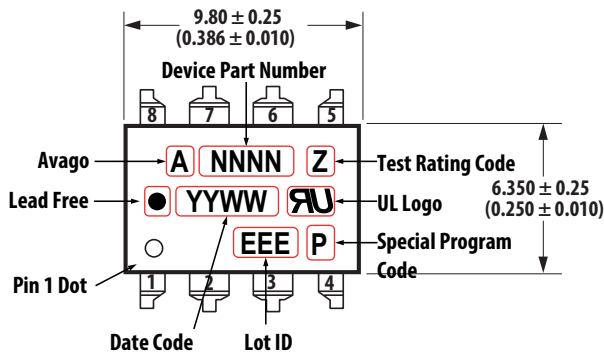 9.80 ± 0.25
(0.386 ± 0.010)
Device Part Number
8 7 6 5
Avago A NNNN Z Test Rating Code
Lead Free YYWW UL Logo
6.350 ± 0.25
(0.250 ± 0.010)
EEE P Special Program
Code
Pin 1 Dot
1 2 3 4
Date Code Lot ID